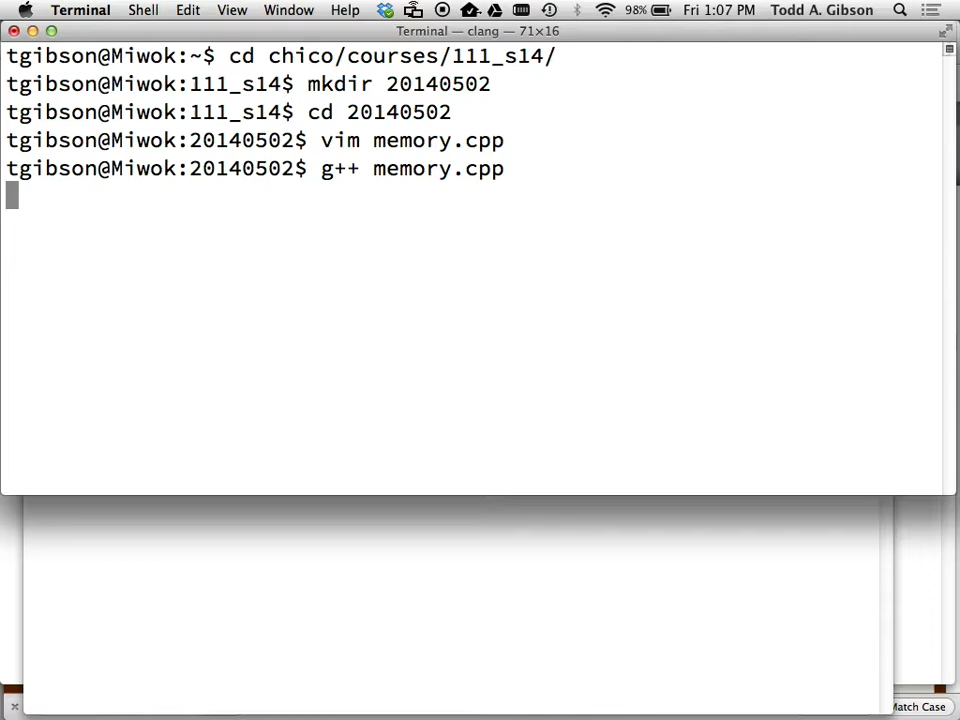 Terminal Shell Edit View Window Help 98% Fri 1:07 PM Todd A. Gibson
Terminal — clang — 71×16
tgibson@Miwok:~$ cd chico/courses/111_s14/
tgibson@Miwok:111_s14$ mkdir 20140502
tgibson@Miwok:111_s14$ cd 20140502
tgibson@Miwok:20140502$ vim memory.cpp
tgibson@Miwok:20140502$ g++ memory.cpp
Match Case